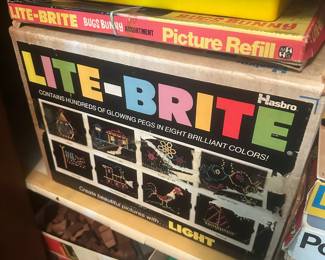 LITE-BRITE BUGS BUNNY ASSORTMENT Picture Refill
LITE-BRITE
Hasbro
CONTAINS HUNDREDS OF GLOWING PEGS IN EIGHT BRILLIANT COLORS!
Create beautiful pictures with... LIGHT